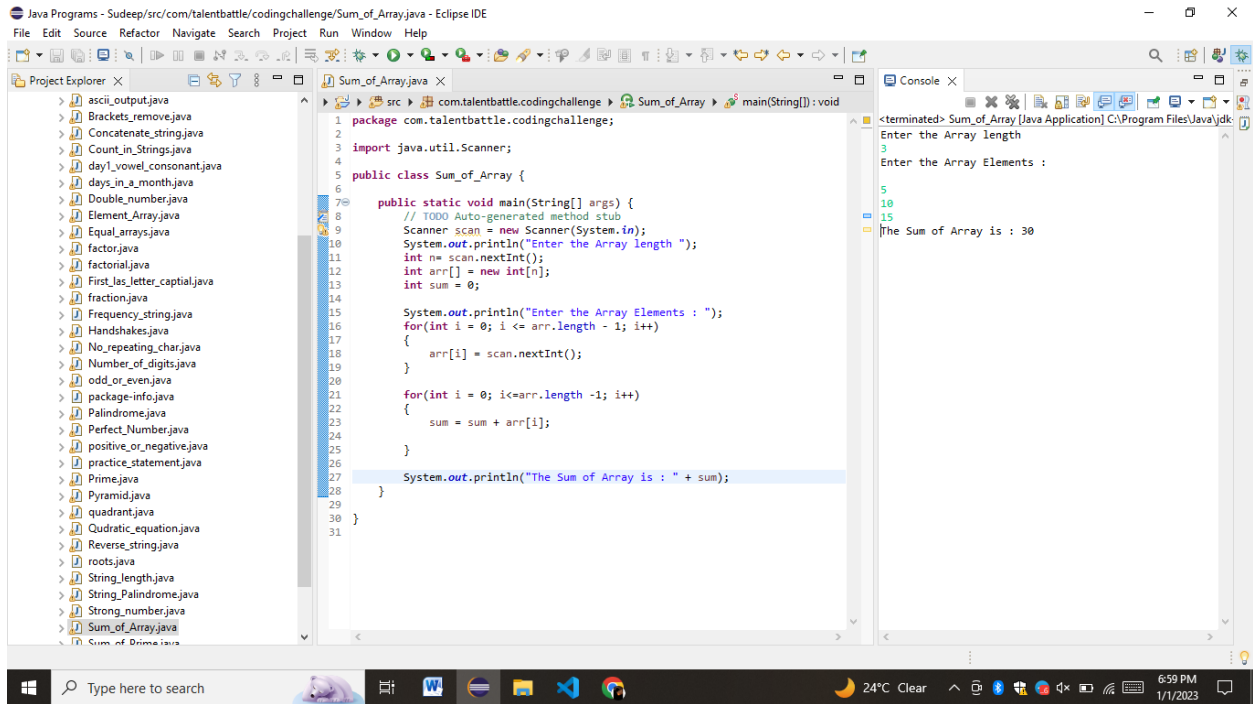 Java Programs - Sudeep/src/com/talentbattle/codingchallenge/Sum_of_Array.java - Eclipse IDE
File Edit Source Refactor Navigate Search Project Run Window Help
Project Explorer
ascii_output.java
Brackets_remove.java
Concatenate_string.java
Count_in_Strings.java
day1_vowel_consonant.java
days_in_a_month.java
Double_number.java
Element_Array.java
Equal_arrays.java
factor.java
factorial.java
First_las_letter_captial.java
fraction.java
Frequency_string.java
Handshakes.java
No_repeating_char.java
Number_of_digits.java
odd_or_even.java
package-info.java
Palindrome.java
Perfect_Number.java
positive_or_negative.java
practice_statement.java
Prime.java
Pyramid.java
quadrant.java
Qudratic_equation.java
Reverse_string.java
roots.java
String_length.java
String_Palindrome.java
Strong_number.java
Sum_of_Array.java
Sum_of_Prime.java
Sum_of_Array.java
src com.talentbattle.codingchallenge Sum_of_Array main(String[]) : void
1 package com.talentbattle.codingchallenge;
2
3 import java.util.Scanner;
4
5 public class Sum_of_Array {
6
7 public static void main(String[] args) {
8 // TODO Auto-generated method stub
9 Scanner scan = new Scanner(System.in);
10 System.out.println("Enter the Array length ");
11 int n= scan.nextInt();
12 int arr[] = new int[n];
13 int sum = 0;
14
15 System.out.println("Enter the Array Elements : ");
16 for(int i = 0; i <= arr.length - 1; i++)
17 {
18 arr[i] = scan.nextInt();
19 }
20
21 for(int i = 0; i<=arr.length -1; i++)
22 {
23 sum = sum + arr[i];
24
25 }
26
27 System.out.println("The Sum of Array is : " + sum);
28 }
29
30 }
31
Console
<terminated> Sum_of_Array [Java Application] C:\Program Files\Java\jdk-
Enter the Array length
3
Enter the Array Elements :
5
10
15
The Sum of Array is : 30
Type here to search
24°C Clear
6:59 PM
1/1/2023